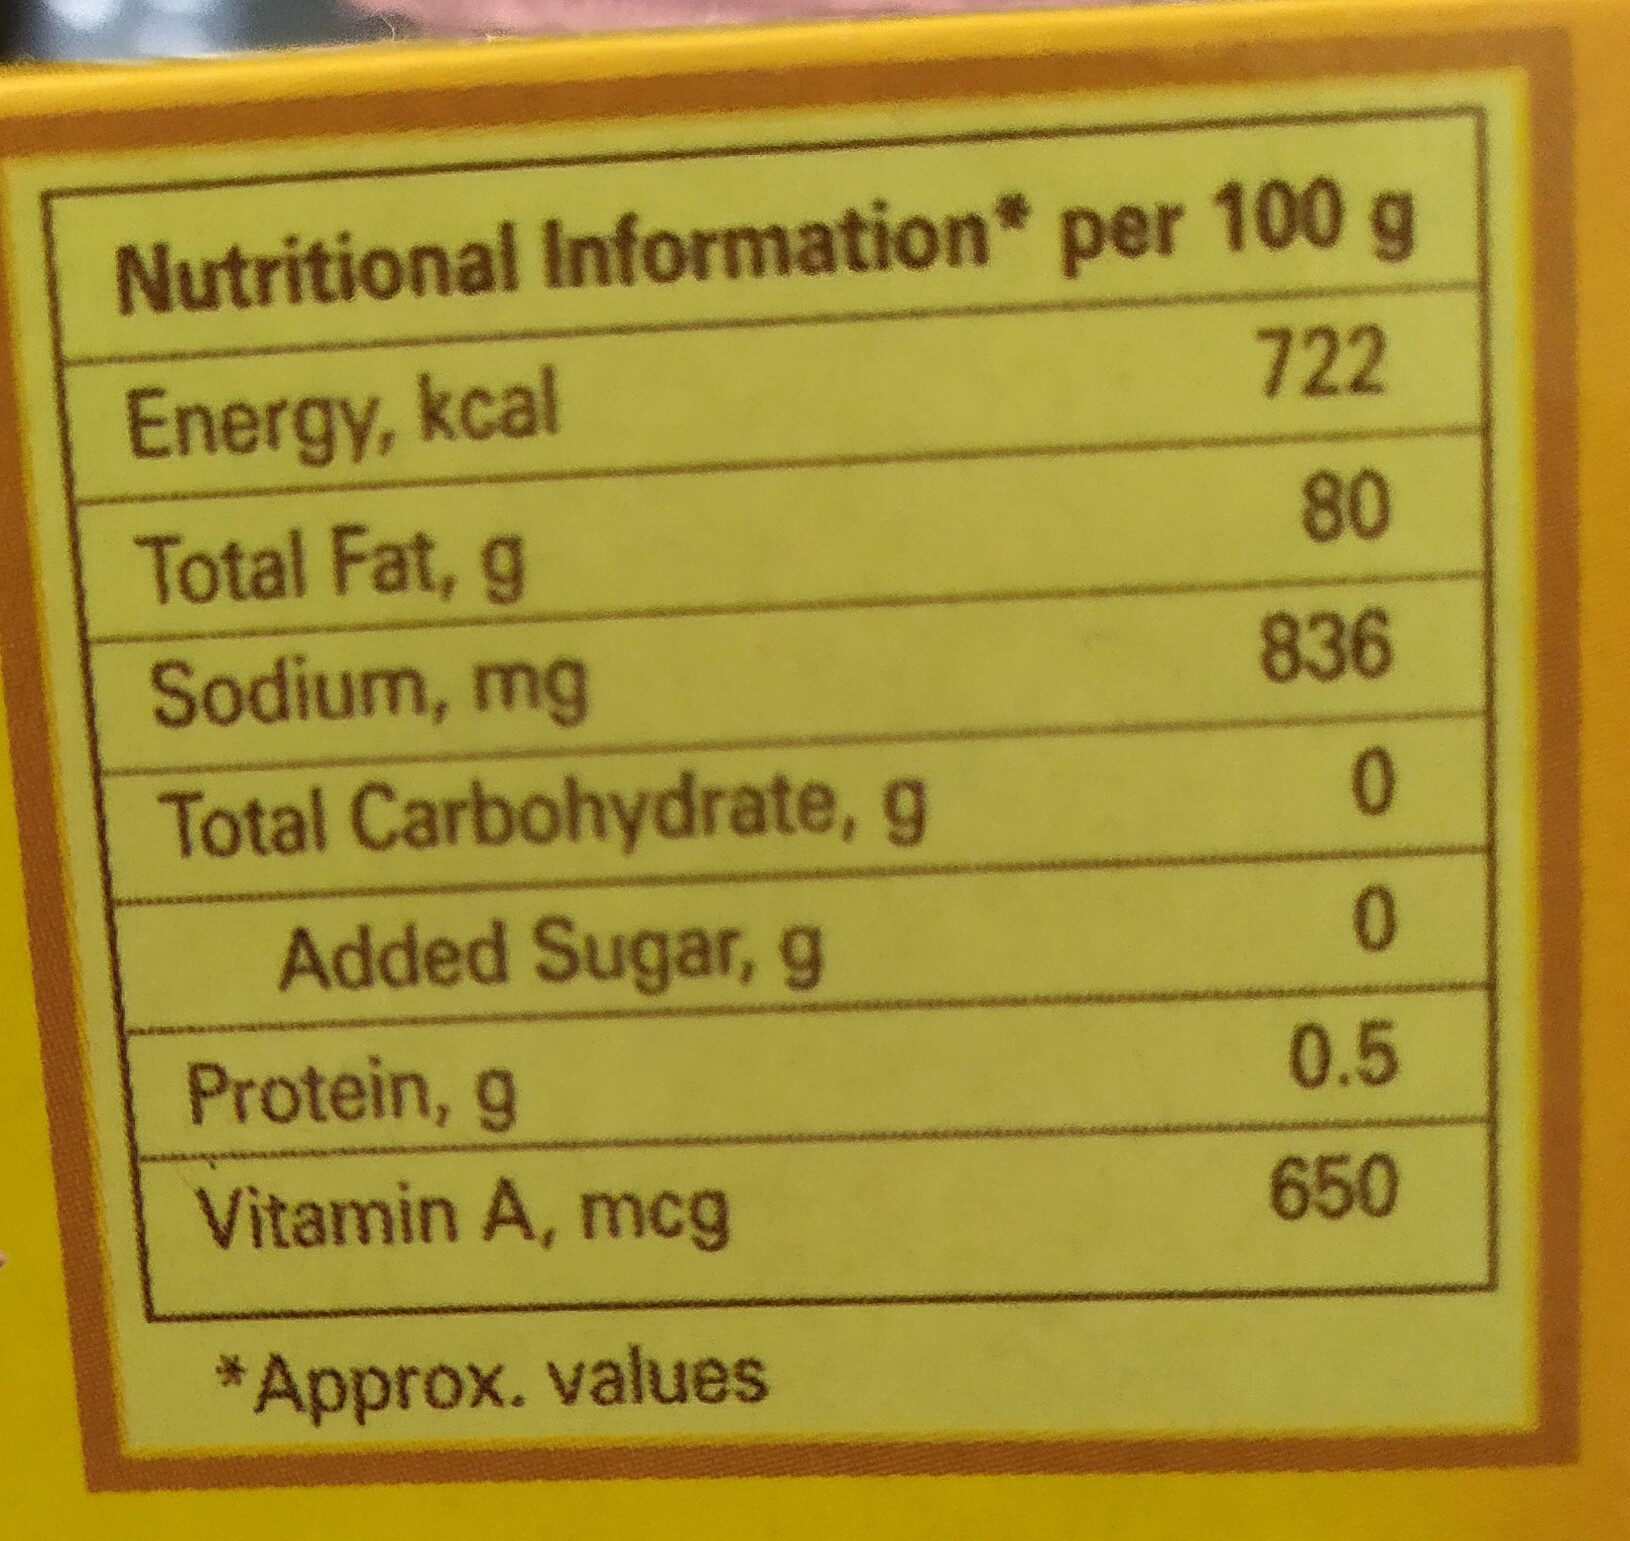 Nutritional Information* per 100 g
Energy, kcal 722
Total Fat, g 80
Sodium, mg 836
Total Carbohydrate, g 0
Added Sugar, g 0
Protein, g 0.5
Vitamin A, mcg 650
*Approx. values